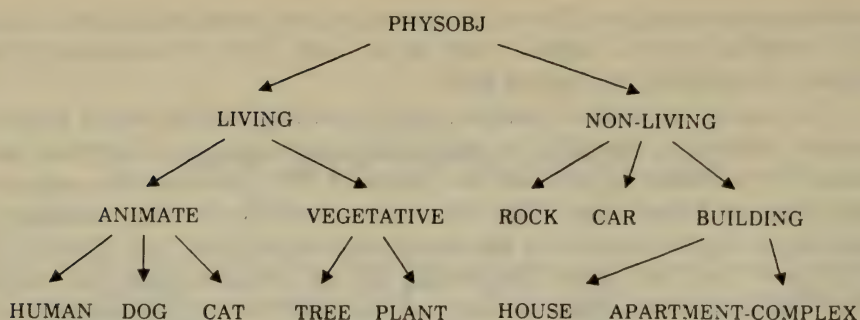 PHYSOBJ
LIVING NON-LIVING
ANIMATE VEGETATIVE ROCK CAR BUILDING
HUMAN DOG CAT TREE PLANT HOUSE APARTMENT-COMPLEX